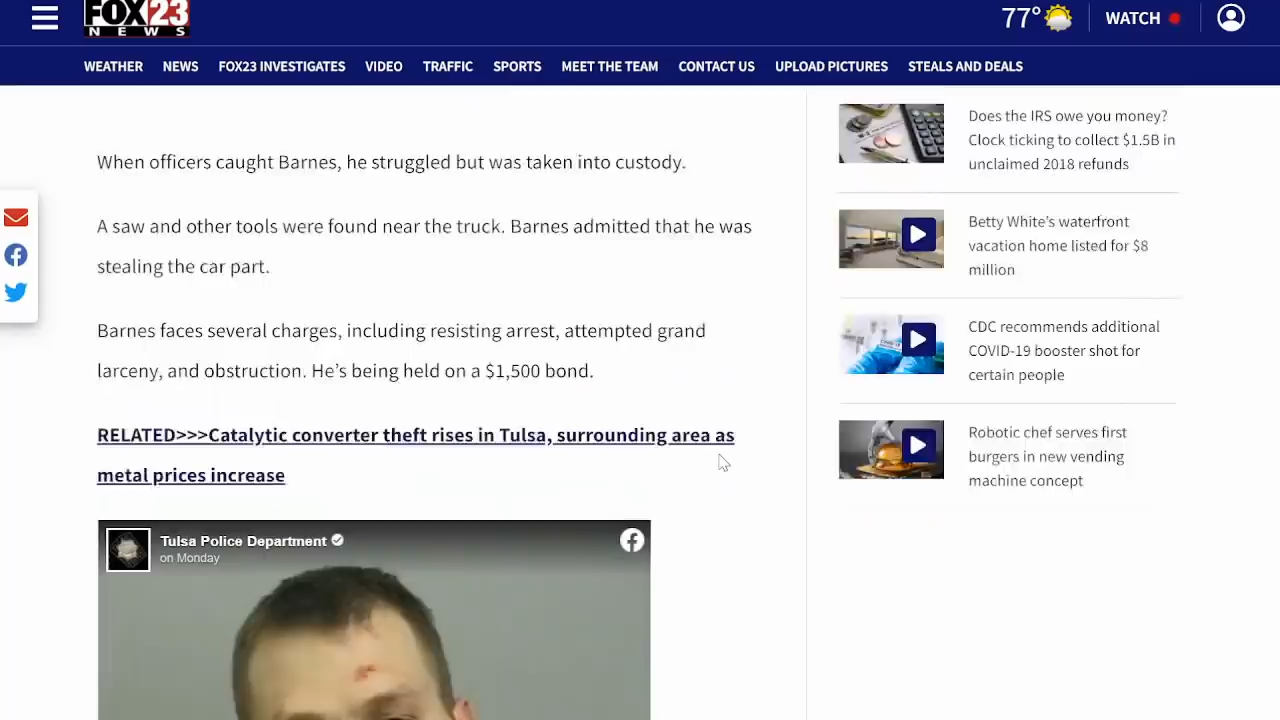 FOX23
NEWS
77°
WATCH
WEATHER
NEWS
FOX23 INVESTIGATES
VIDEO
TRAFFIC
SPORTS
MEET THE TEAM
CONTACT US
UPLOAD PICTURES
STEALS AND DEALS
When officers caught Barnes, he struggled but was taken into custody.
A saw and other tools were found near the truck. Barnes admitted that he was
stealing the car part.
Barnes faces several charges, including resisting arrest, attempted grand
larceny, and obstruction. He’s being held on a $1,500 bond.
RELATED>>>Catalytic converter theft rises in Tulsa, surrounding area as
metal prices increase
Tulsa Police Department
on Monday
Does the IRS owe you money?
Clock ticking to collect $1.5B in
unclaimed 2018 refunds
Betty White’s waterfront
vacation home listed for $8
million
CDC recommends additional
COVID-19 booster shot for
certain people
Robotic chef serves first
burgers in new vending
machine concept